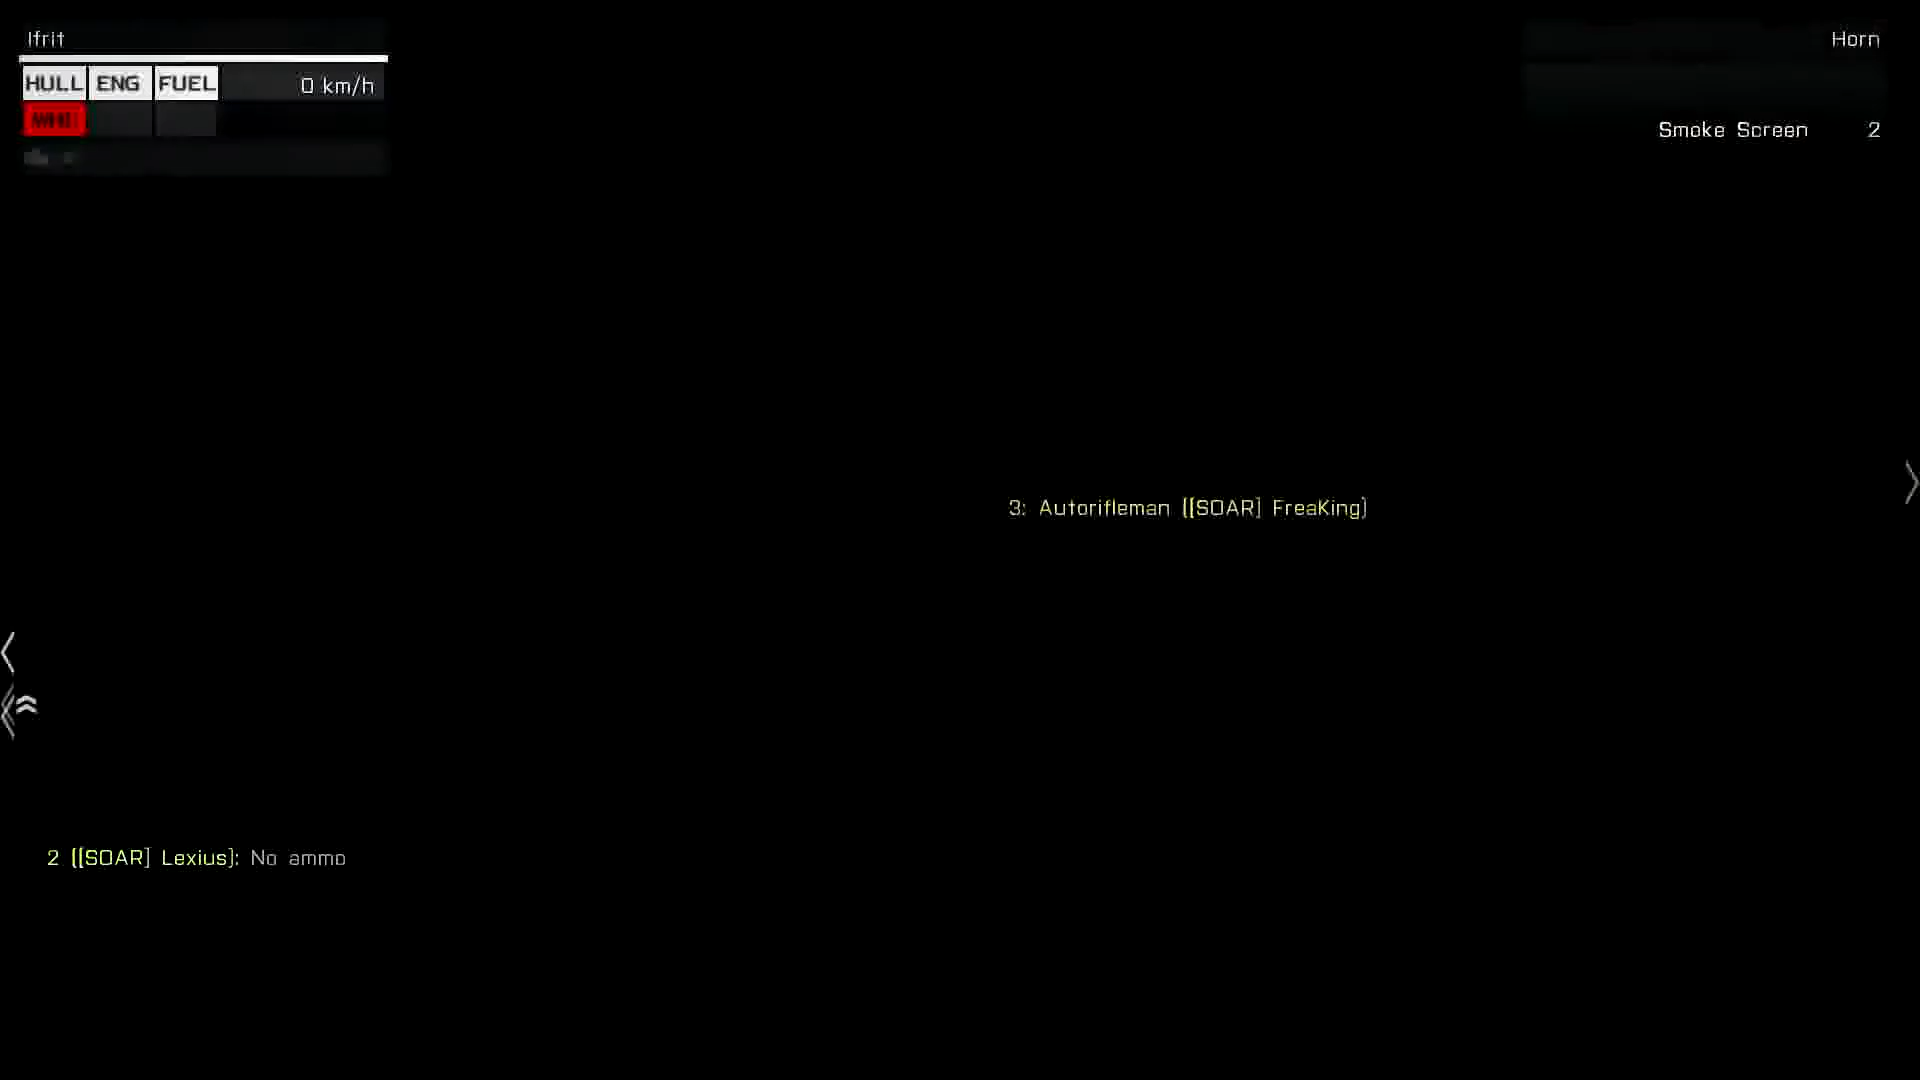 Ifrit
Horn
HULL ENG FUEL 0 km/h
WHL
Smoke Screen 2
3: Autorifleman ([SOAR] FreaKing)
2 ([SOAR] Lexius): No ammo